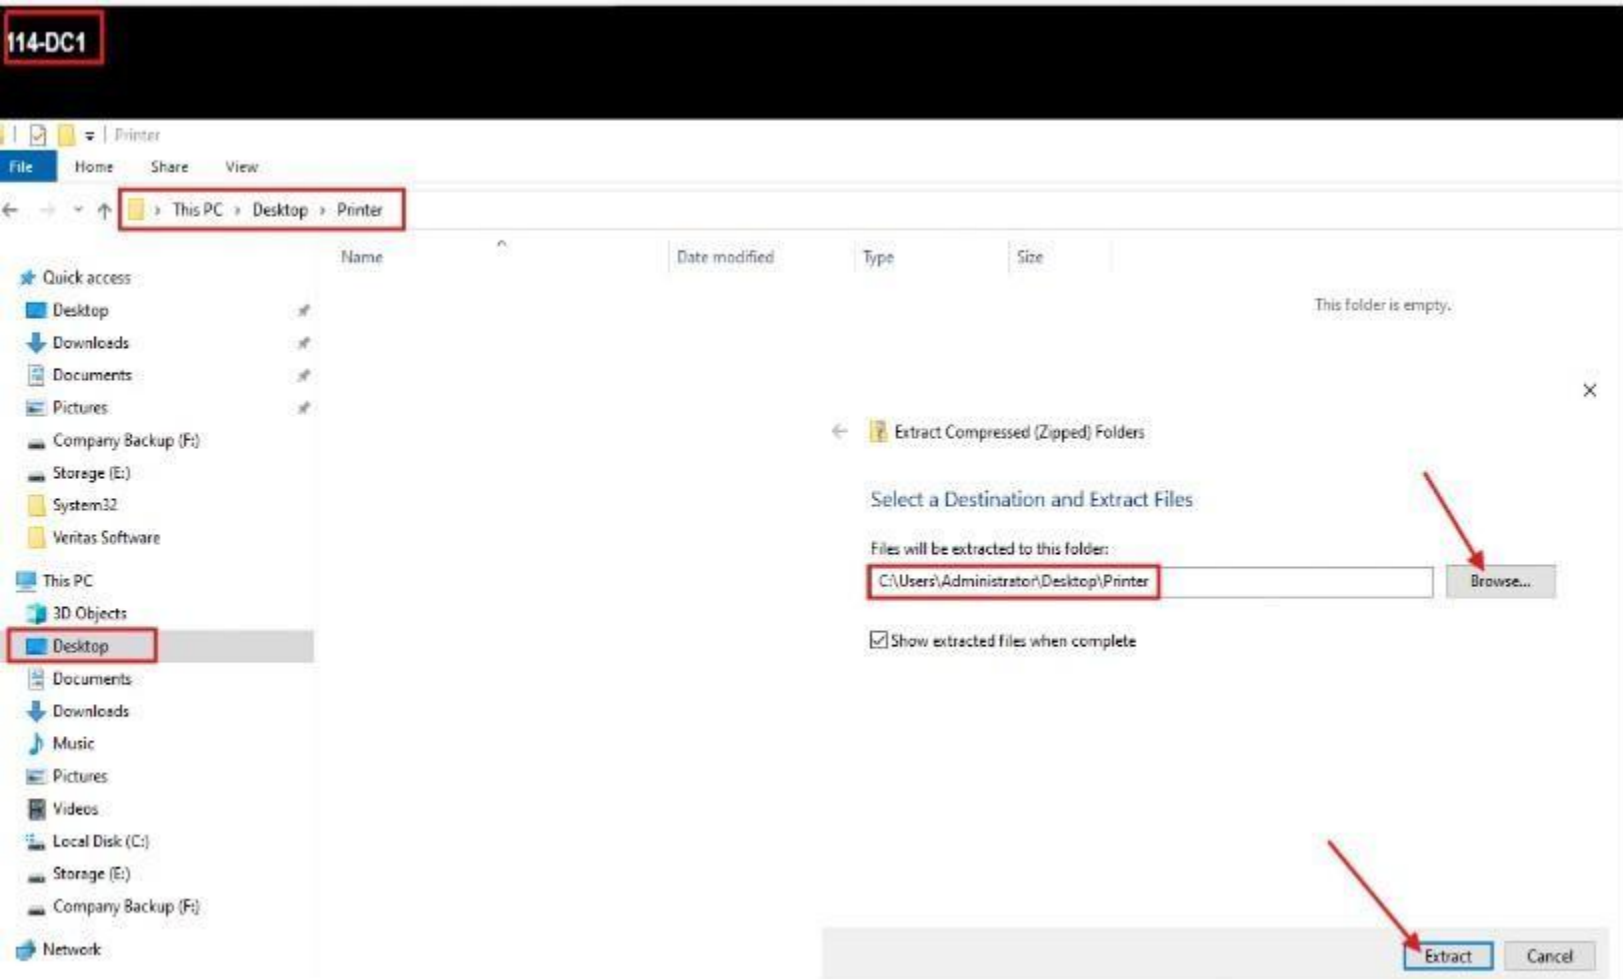 114-DC1
Printer
File Home Share View
This PC > Desktop > Printer
Name Date modified Type Size
This folder is empty.
Quick access
Desktop
Downloads
Documents
Pictures
Company Backup (F:)
Storage (E:)
System32
Veritas Software
This PC
3D Objects
Desktop
Documents
Downloads
Music
Pictures
Videos
Local Disk (C:)
Storage (E:)
Company Backup (F:)
Network
Extract Compressed (Zipped) Folders
Select a Destination and Extract Files
Files will be extracted to this folder:
C:\Users\Administrator\Desktop\Printer
Browse...
Show extracted files when complete
Extract Cancel